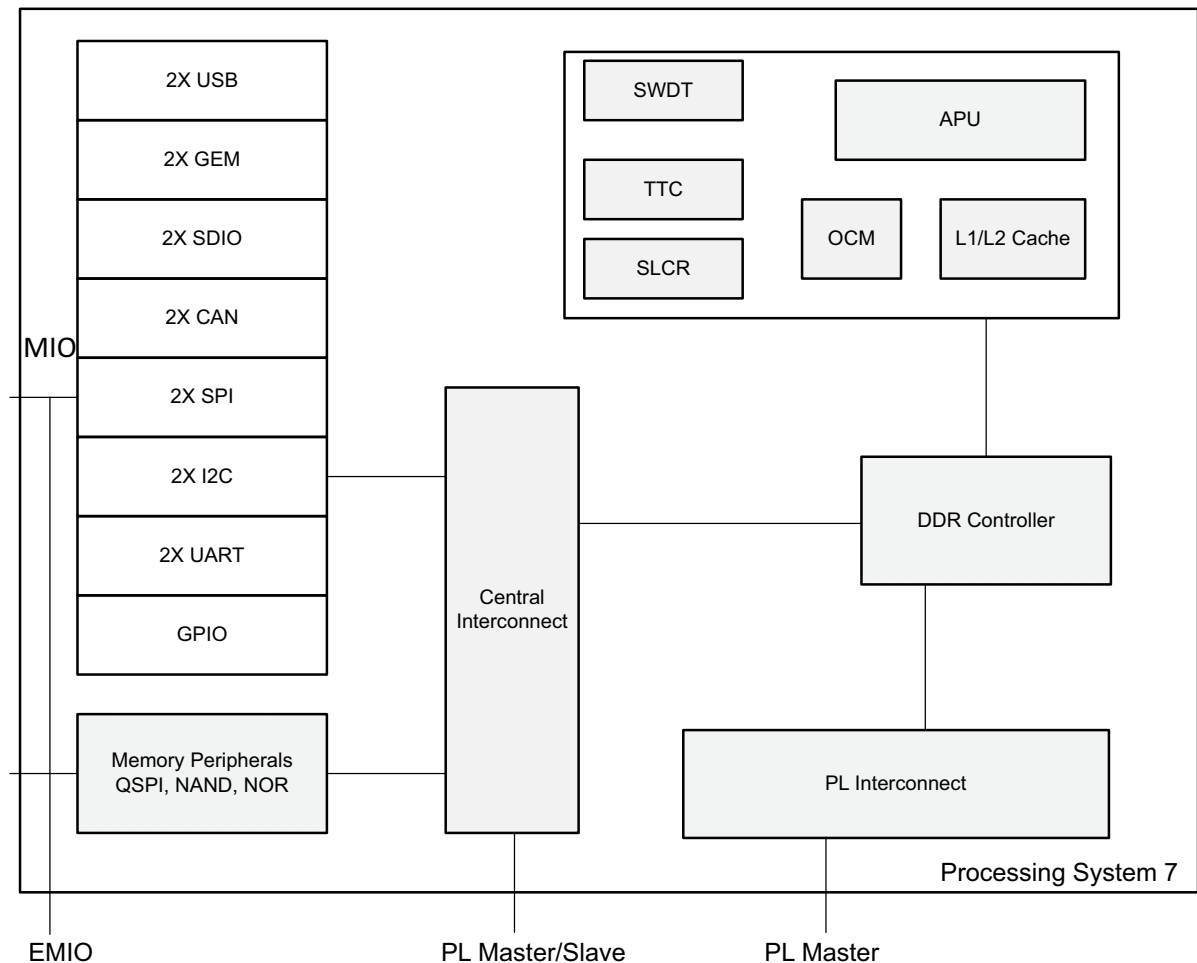 2X USB
2X GEM
2X SDIO
2X CAN
MIO
2X SPI
2X I2C
2X UART
GPIO
Memory Peripherals
QSPI, NAND, NOR
Central
Interconnect
SWDT
APU
TTC
OCM
L1/L2 Cache
SLCR
DDR Controller
PL Interconnect
Processing System 7
EMIO
PL Master/Slave
PL Master